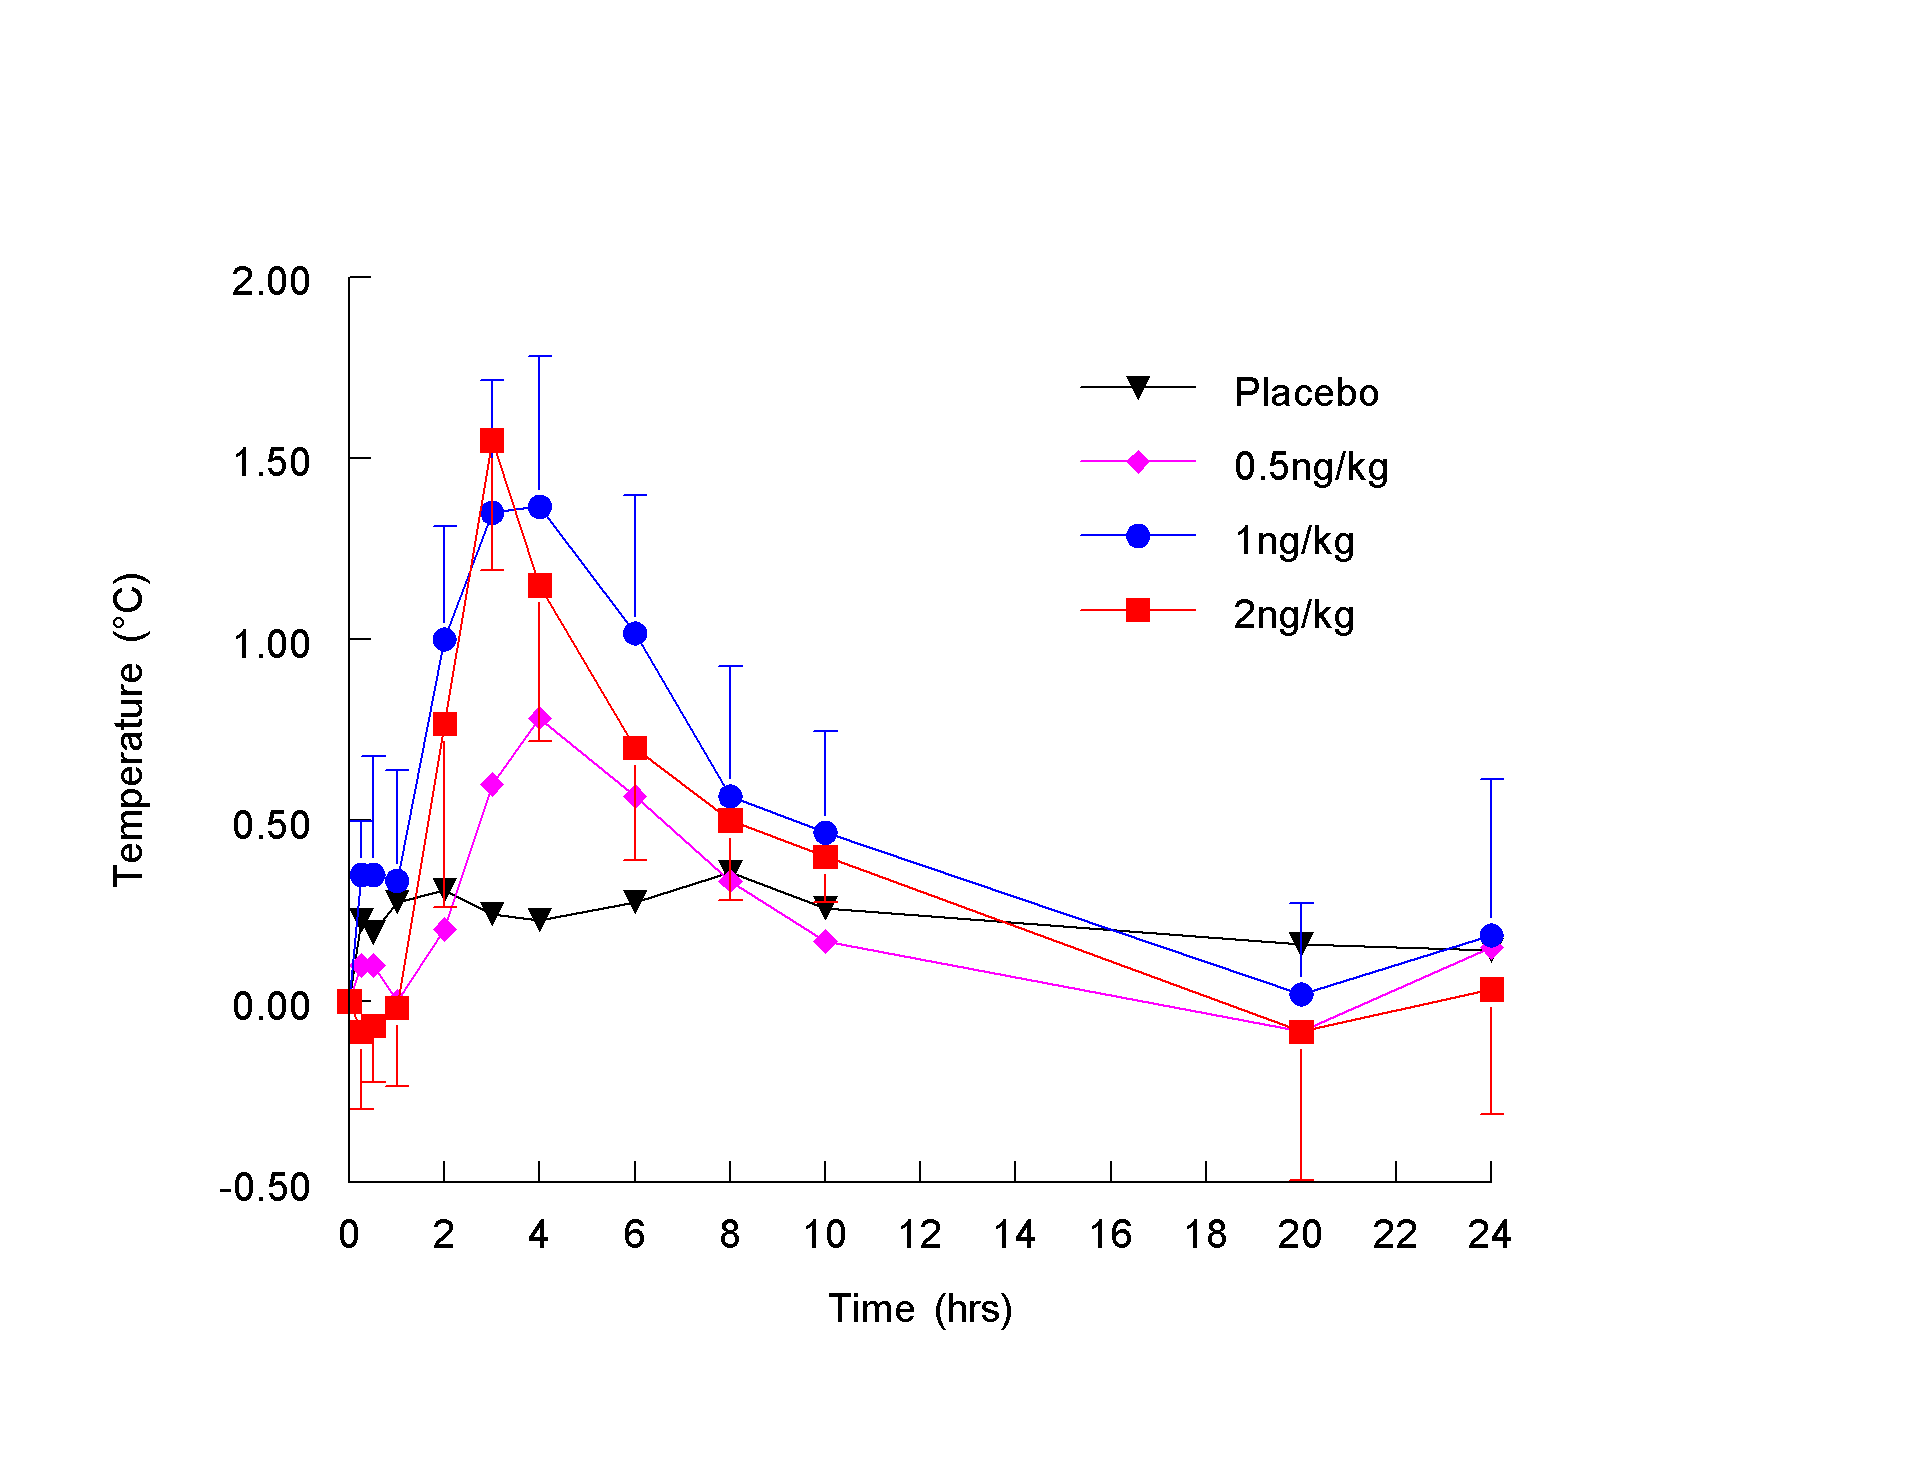 2.00
1.50
1.00
0.50
0.00
-0.50
Temperature (°C)
0 2 4 6 8 10 12 14 16 18 20 22 24
Time (hrs)
Placebo
0.5ng/kg
1ng/kg
2ng/kg